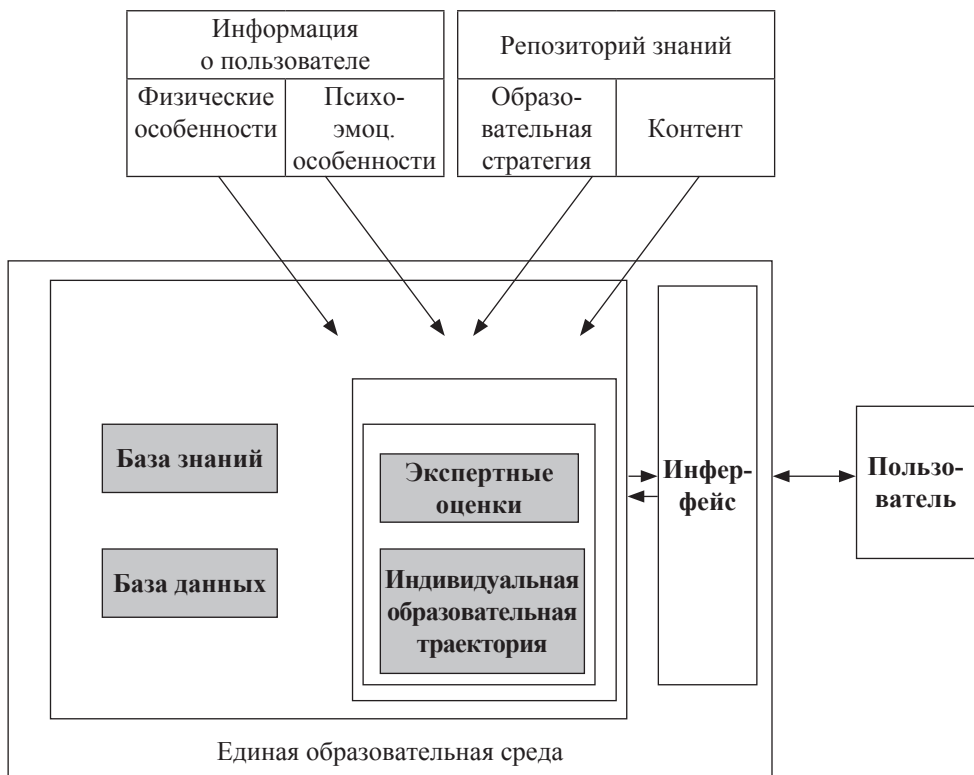 Информация
о пользователе
Физические
особенности
Психо-
эмоц.
особенности
Репозиторий знаний
Образо-
вательная
стратегия
Контент
База знаний
База данных
Экспертные
оценки
Индивидуальная
образовательная
траектория
Инфер-
фейс
Пользо-
ватель
Единая образовательная среда